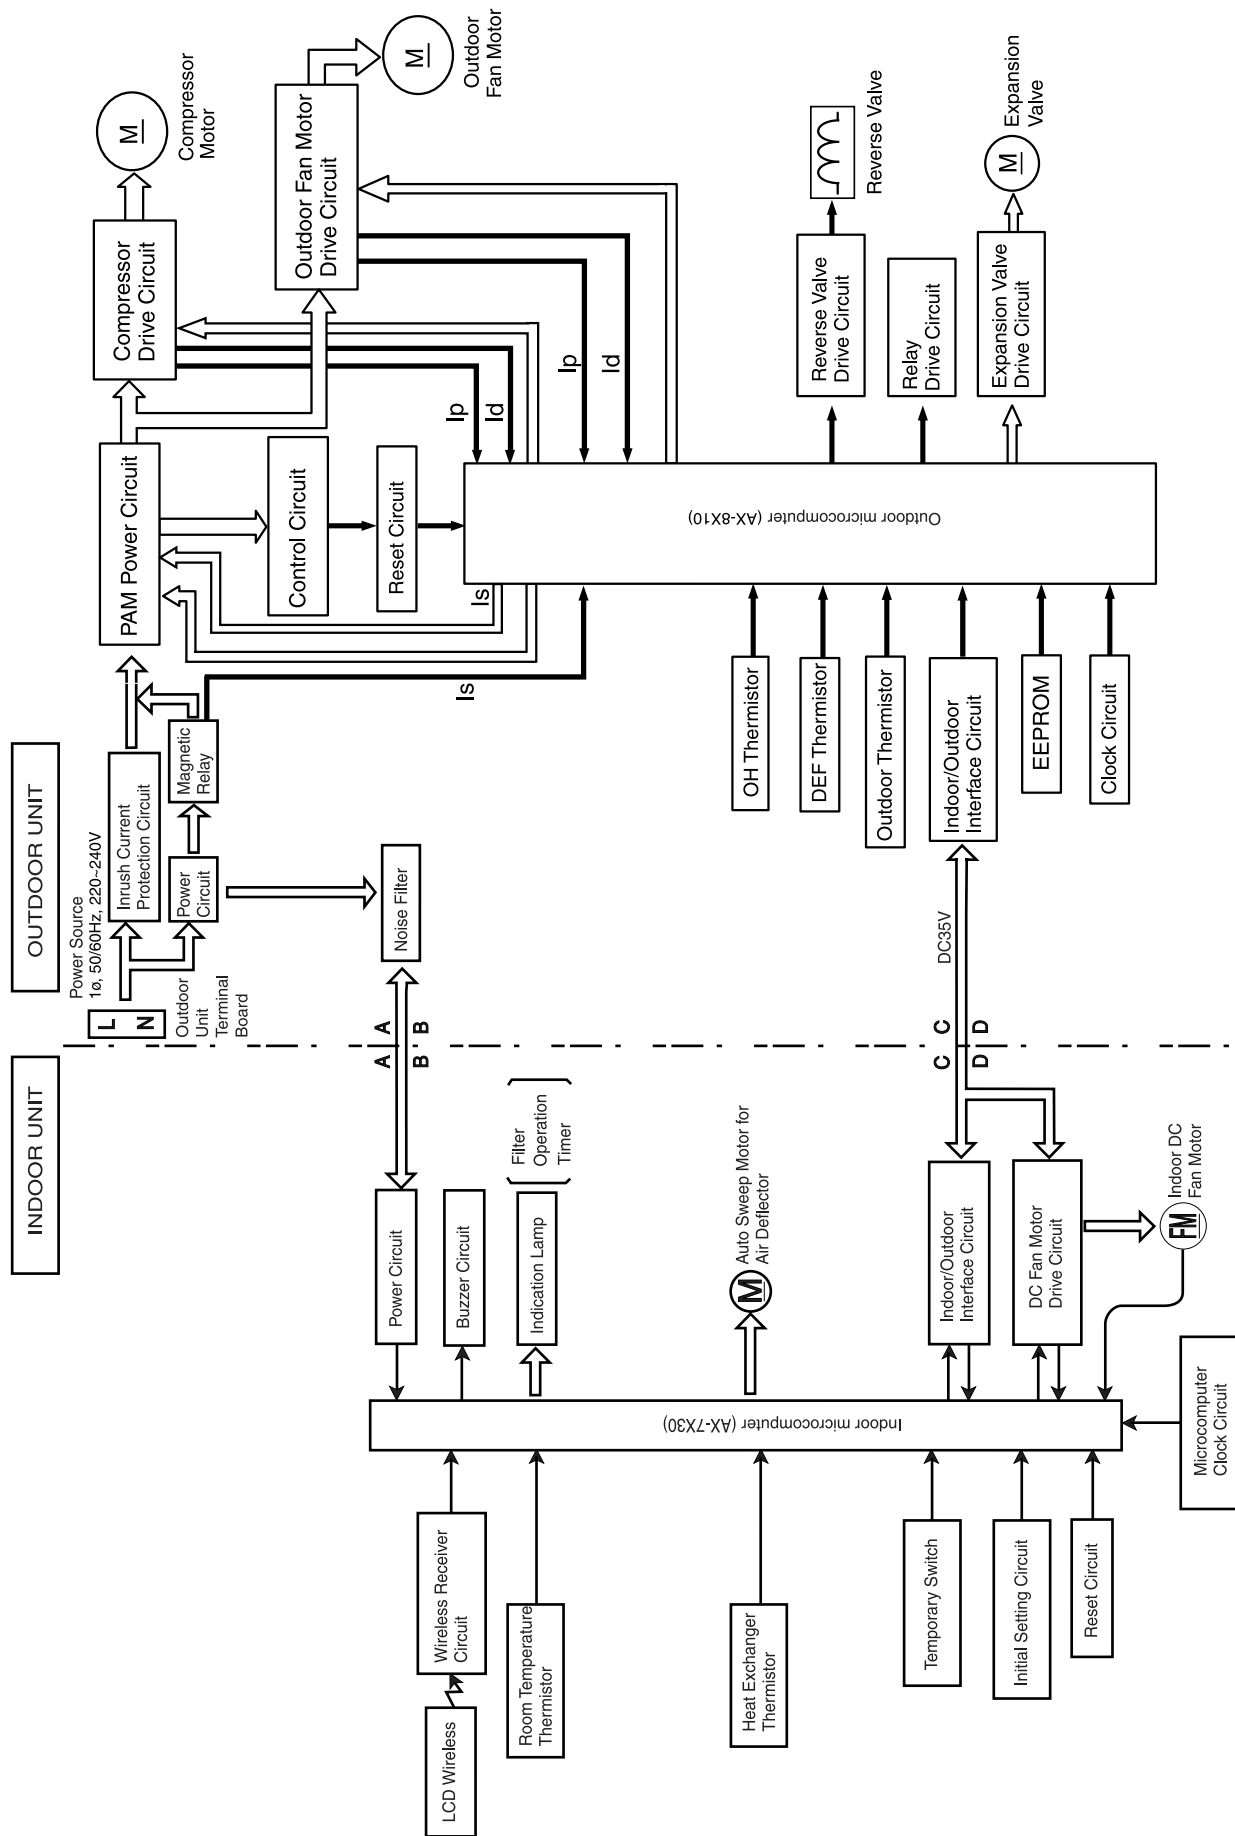 INDOOR UNIT
OUTDOOR UNIT
LCD Wireless
Wireless Receiver
Circuit
Room Temperature
Thermistor
Heat Exchanger
Thermistor
Temporary Switch
Initial Setting Circuit
Reset Circuit
Microcomputer
Clock Circuit
Indoor microcomputer (AX-7X30)
Power Circuit
Buzzer Circuit
Indication Lamp
Filter
Operation
Timer
M
Auto Sweep Motor for
Air Deflector
Indoor/Outdoor
Interface Circuit
DC Fan Motor
Drive Circuit
FM
Indoor DC
Fan Motor
A
B
A
B
C
D
C
D
DC35V
L
N
Outdoor
Unit
Terminal
Board
Power Source
1ø, 50/60Hz, 220~240V
Inrush Current
Protection Circuit
Power
Circuit
Magnetic
Relay
Noise Filter
PAM Power Circuit
Control Circuit
Reset Circuit
Is
Is
Compressor
Drive Circuit
M
Compressor
Motor
Outdoor Fan Motor
Drive Circuit
M
Outdoor
Fan Motor
Ip
Id
Ip
Id
Outdoor microcomputer (AX-8X10)
OH Thermistor
DEF Thermistor
Outdoor Thermistor
Indoor/Outdoor
Interface Circuit
EEPROM
Clock Circuit
Reverse Valve
Drive Circuit
Reverse Valve
Relay
Drive Circuit
Expansion Valve
Drive Circuit
M
Expansion
Valve